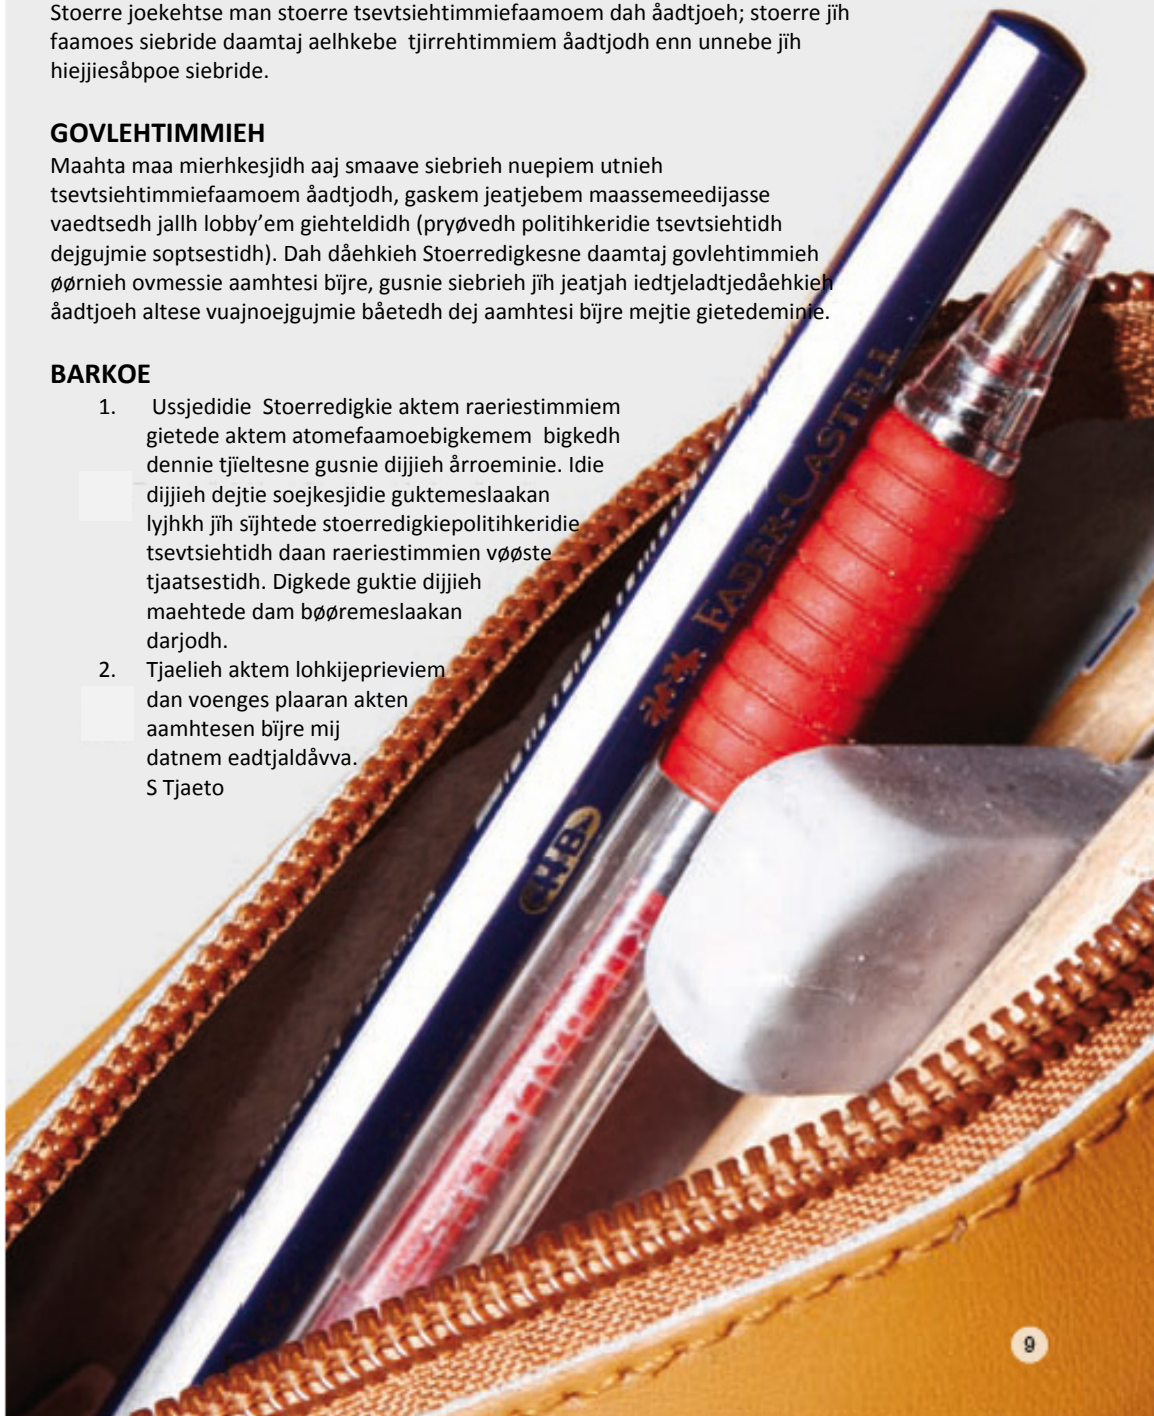 Stoerre joekehtse man stoerre tsevtsiehtimmiefaamoem dah åadtjoeh; stoerre jïh
faamoes siebride daamtaj aelhkebe tjirrehtimmiem åadtjodh enn unnebe jïh
hiejjiesåbpoe siebride.
GOVLEHTIMMIEH
Maahta maa mierhkesjidh aaj smaave siebrieh nuepiem utnieh
tsevtsiehtimmiefaamoem åadtjodh, gaskem jeatjebem maassemeedijasse
vaedtsedh jallh lobby’em giehteldidh (pryøvedh politihkeridie tsevtsiehtidh
dejgujmie soptsestidh). Dah dåehkieh Stoerredigkesne daamtaj govlehtimmieh
øørnieh ovmessie aamhtesi bïjre, gusnie siebrieh jïh jeatjah iedtjeladtjedåehkieh
åadtjoeh altese vuajnoejgujmie båetedh dej aamhtesi bïjre mejtie gietedeminie.
BARKOE
1. Ussjedidie Stoerredigkie aktem raeriestimmiem
gietede aktem atomefaamoebigkemem bigkedh
dennie tjïeltesne gusnie dijjieh årroeminie. Idie
dijjieh dejtie soejkesjidie guktemeslaakan
lyjhkh jïh sïjhtede stoerredigkiepolitihkeridie
tsevtsiehtidh daan raeriestimmien vøøste
tjaatsestidh. Digkede guktie dijjieh
maehtede dam bøøremeslaakan
darjodh.
2. Tjaelieh aktem lohkijeprieviem
dan voenges plaaran akten
aamhtesen bïjre mij
datnem eadtjaldåvva.
S Tjaeto
FABER-CASTELL
HB
9